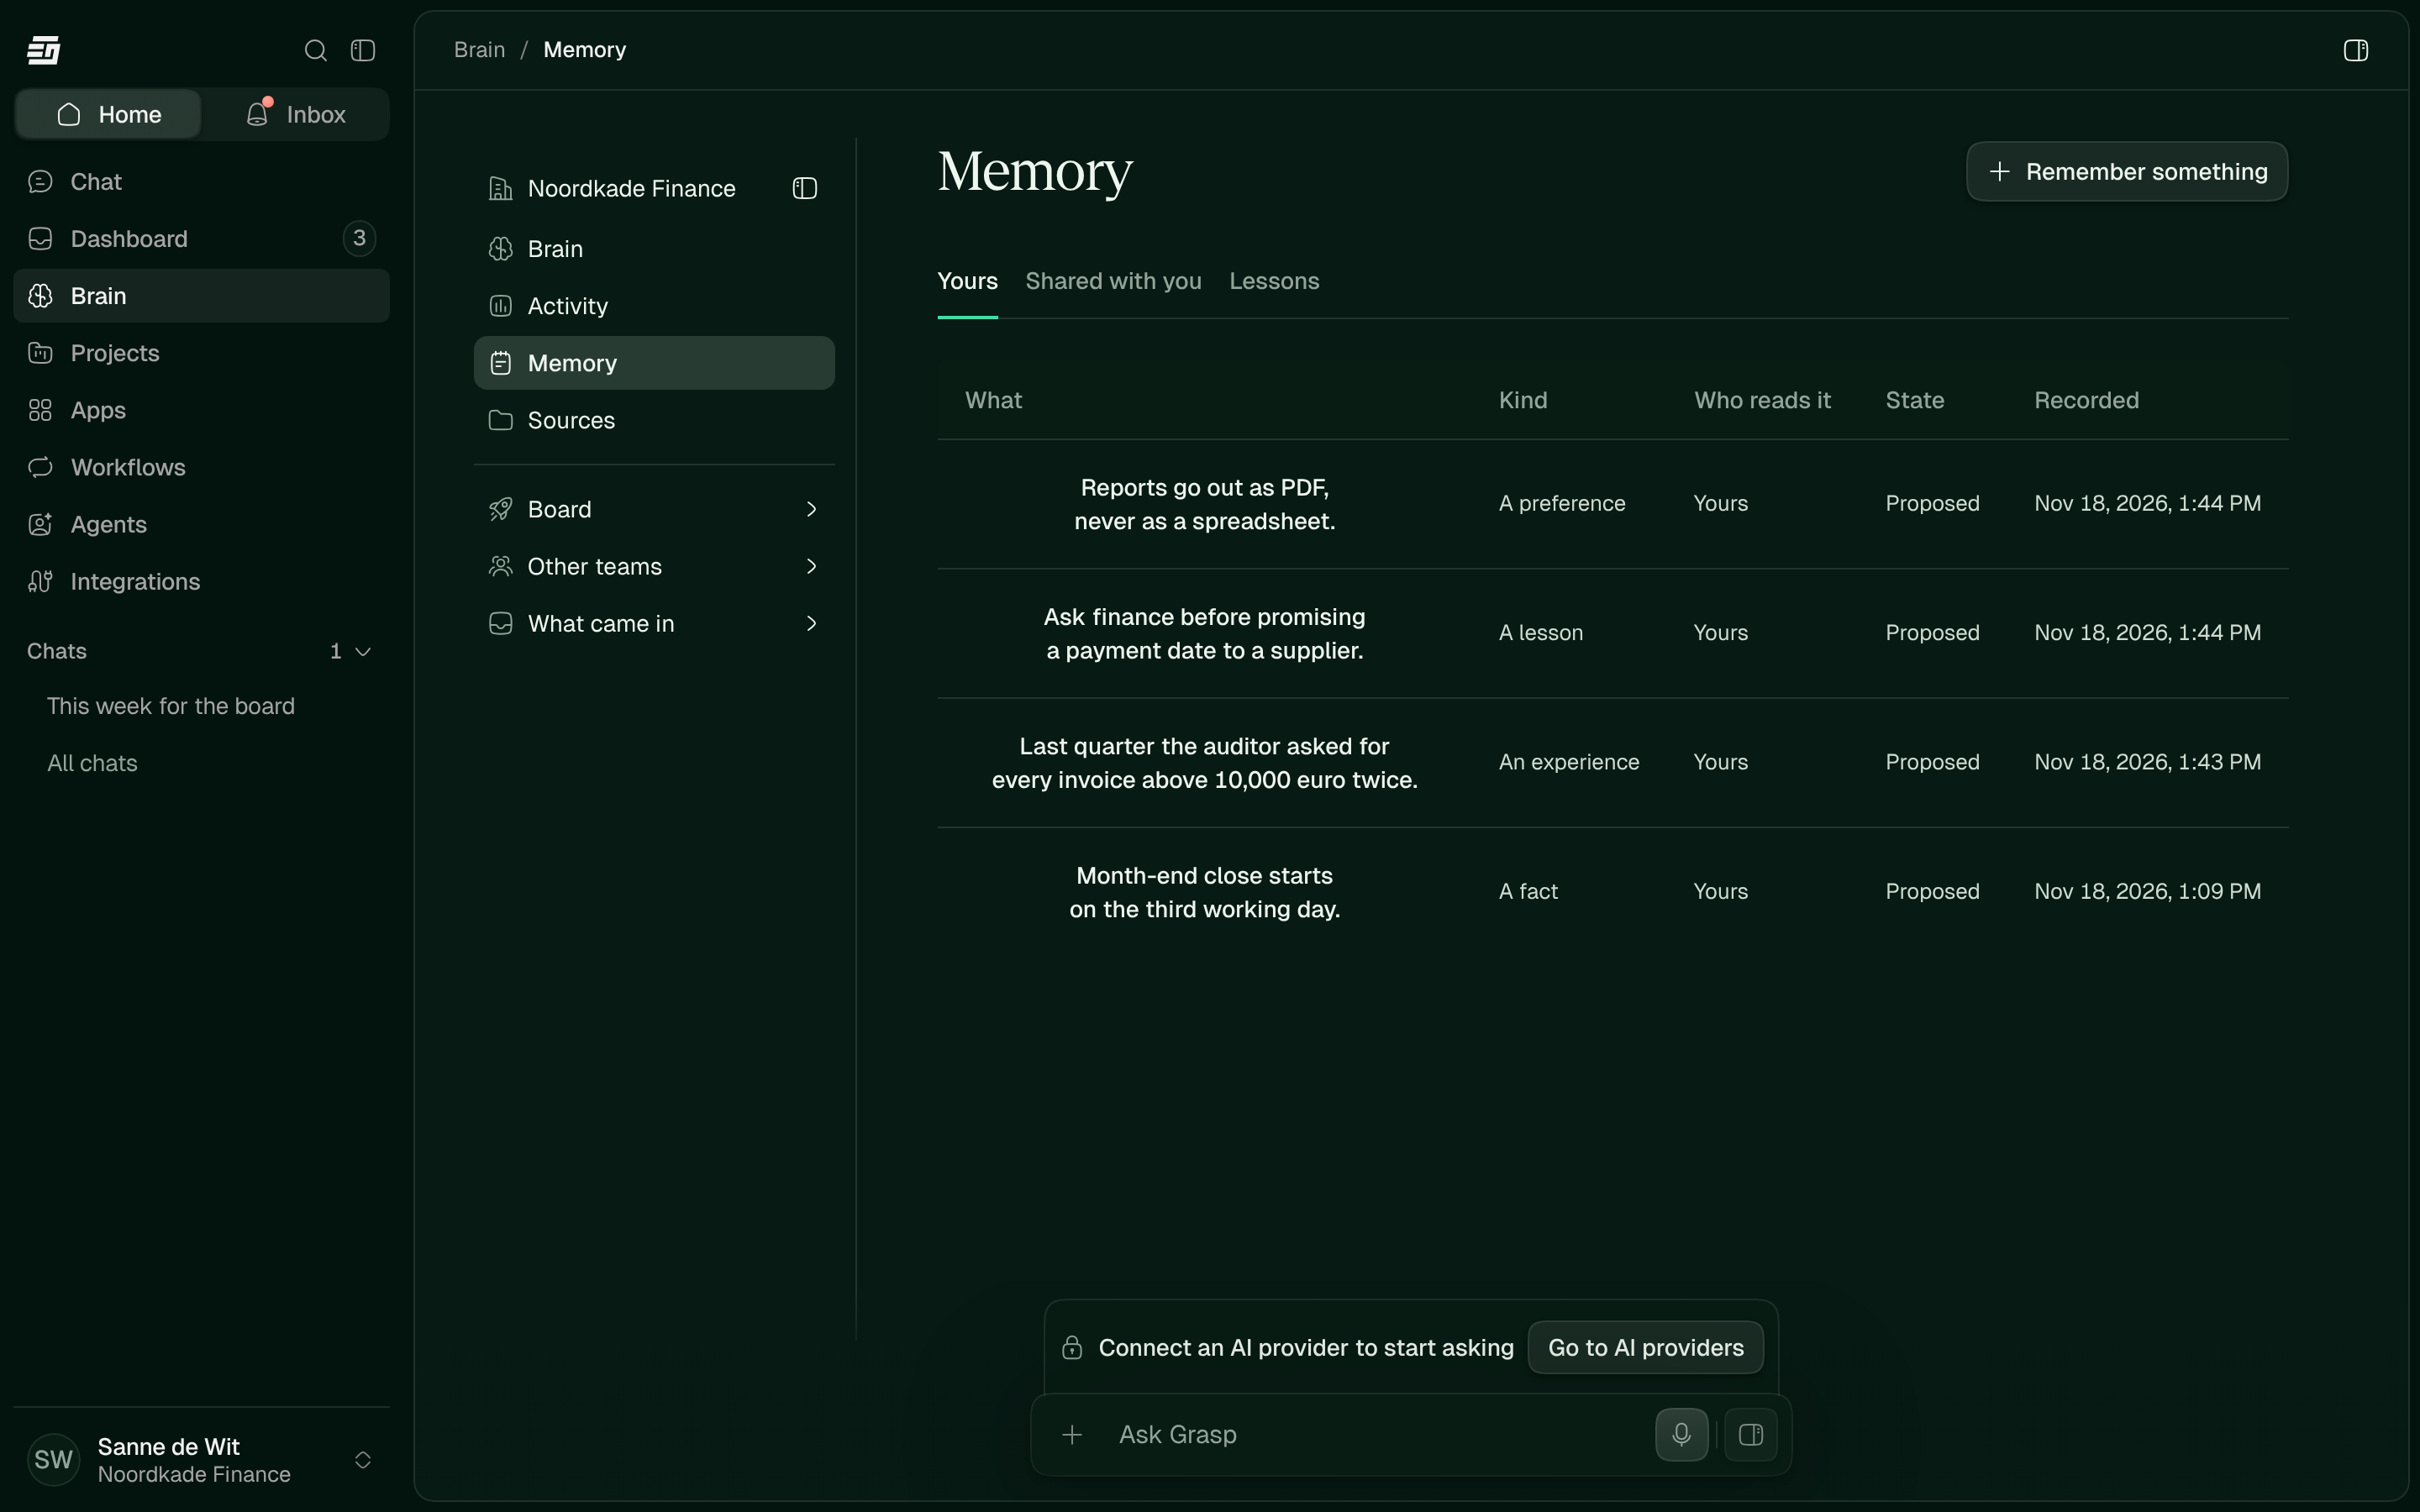 Home
Inbox
Chat
Dashboard
3
Brain
Projects
Apps
Workflows
Agents
Integrations
Chats
1
This week for the board
All chats
SW
Sanne de Wit
Noordkade Finance
Brain / Memory
Noordkade Finance
Brain
Activity
Memory
Sources
Board
Other teams
What came in
Memory
Remember something
Yours
Shared with you
Lessons
What
Kind
Who reads it
State
Recorded
Reports go out as PDF,
never as a spreadsheet.
A preference
Yours
Proposed
Nov 18, 2026, 1:44 PM
Ask finance before promising
a payment date to a supplier.
A lesson
Yours
Proposed
Nov 18, 2026, 1:44 PM
Last quarter the auditor asked for
every invoice above 10,000 euro twice.
An experience
Yours
Proposed
Nov 18, 2026, 1:43 PM
Month-end close starts
on the third working day.
A fact
Yours
Proposed
Nov 18, 2026, 1:09 PM
Connect an AI provider to start asking
Go to AI providers
Ask Grasp